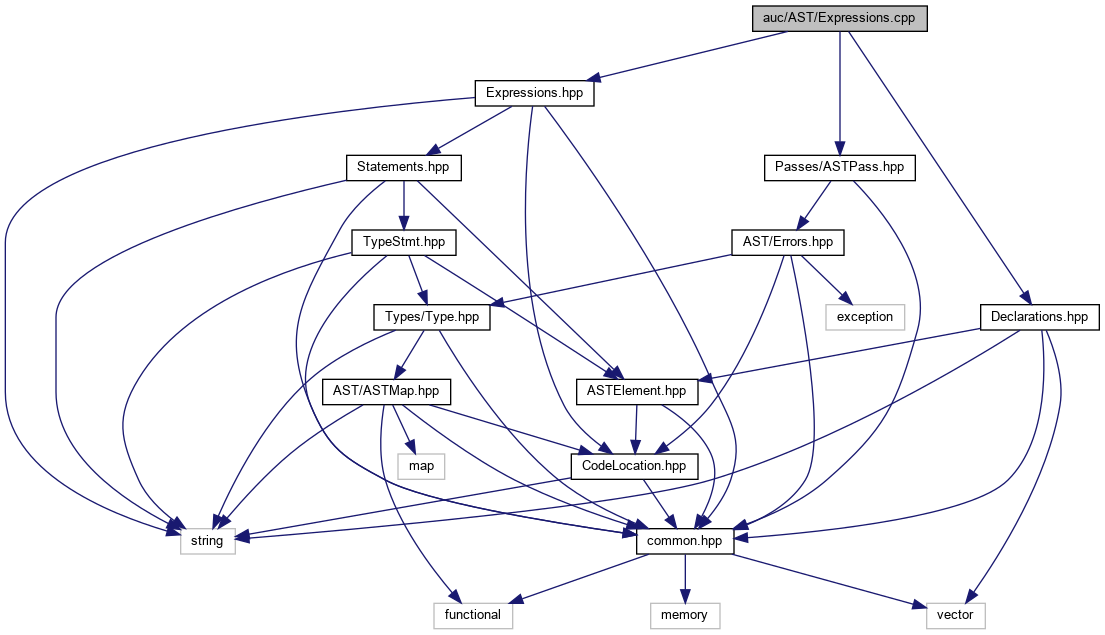 auc/AST/Expressions.cpp
Expressions.hpp
Statements.hpp
Passes/ASTPass.hpp
TypeStmt.hpp
AST/Errors.hpp
Types/Type.hpp
exception
Declarations.hpp
AST/ASTMap.hpp
ASTElement.hpp
map
CodeLocation.hpp
string
common.hpp
functional
memory
vector